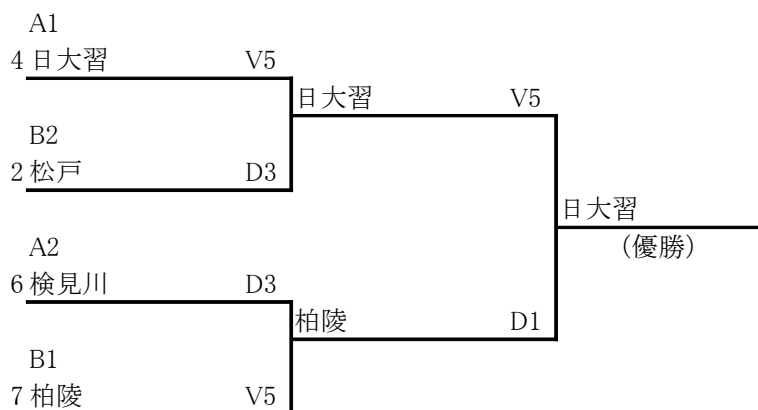 A1
4 日大習 V5
日大習 V5
B2
2 松戸 D3
日大習
(優勝)
A2
6 検見川 D3
柏陵 D1
B1
7 柏陵 V5